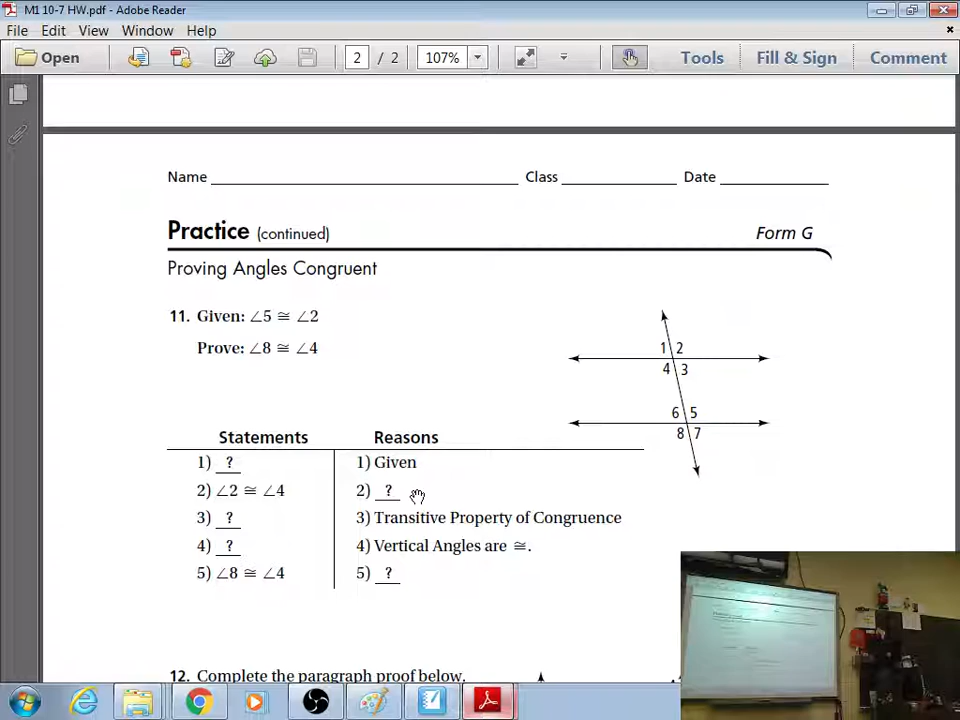 M1 10-7 HW.pdf - Adobe Reader
File Edit View Window Help
Open 2 / 2 107% Tools Fill & Sign Comment
Name Class Date
Practice (continued) Form G
Proving Angles Congruent
11. Given: ∠5 ≅ ∠2
Prove: ∠8 ≅ ∠4
1 2
4 3
6 5
8 7
Statements Reasons
1) ? 1) Given
2) ∠2 ≅ ∠4 2) ?
3) ? 3) Transitive Property of Congruence
4) ? 4) Vertical Angles are ≅.
5) ∠8 ≅ ∠4 5) ?
12. Complete the paragraph proof below.